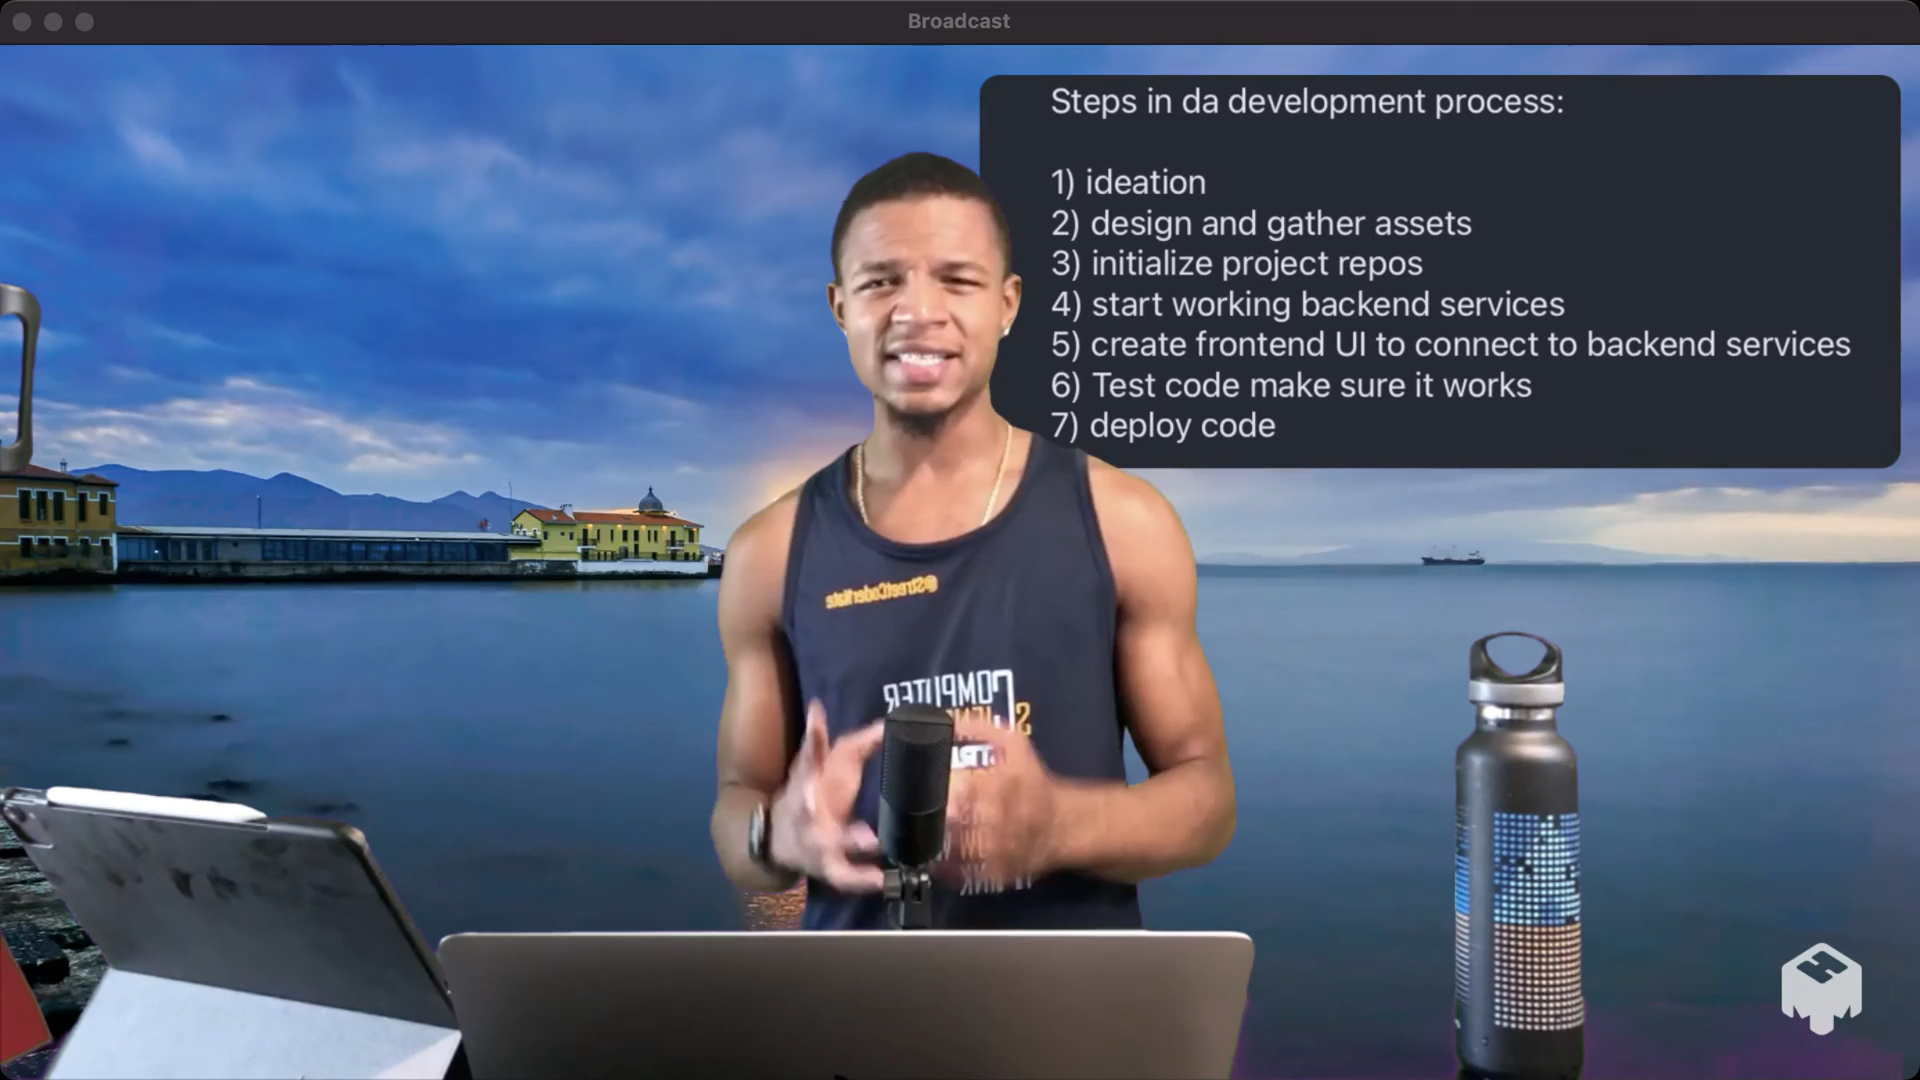 Broadcast
Steps in da development process:
1) ideation
2) design and gather assets
3) initialize project repos
4) start working backend services
5) create frontend UI to connect to backend services
6) Test code make sure it works
7) deploy code
@StreetCoderNate
COMPUTER